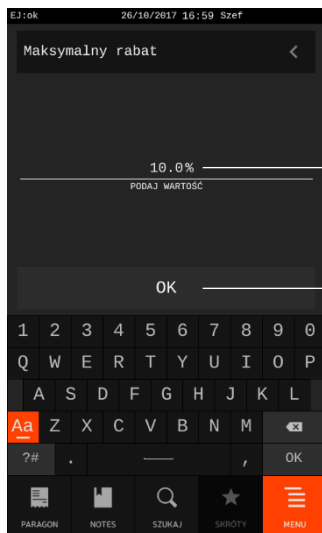 EJ:ok 26/10/2017 16:59 Szef
Maksymalny rabat
10.0%
PODAJ WARTOŚĆ
OK
1 2 3 4 5 6 7 8 9 0
Q W E R T Y U I O P
A S D F G H J K L
Aa Z X C V B N M
?# . , OK
PARAGON NOTES SZUKAJ SKRÓTY MENU